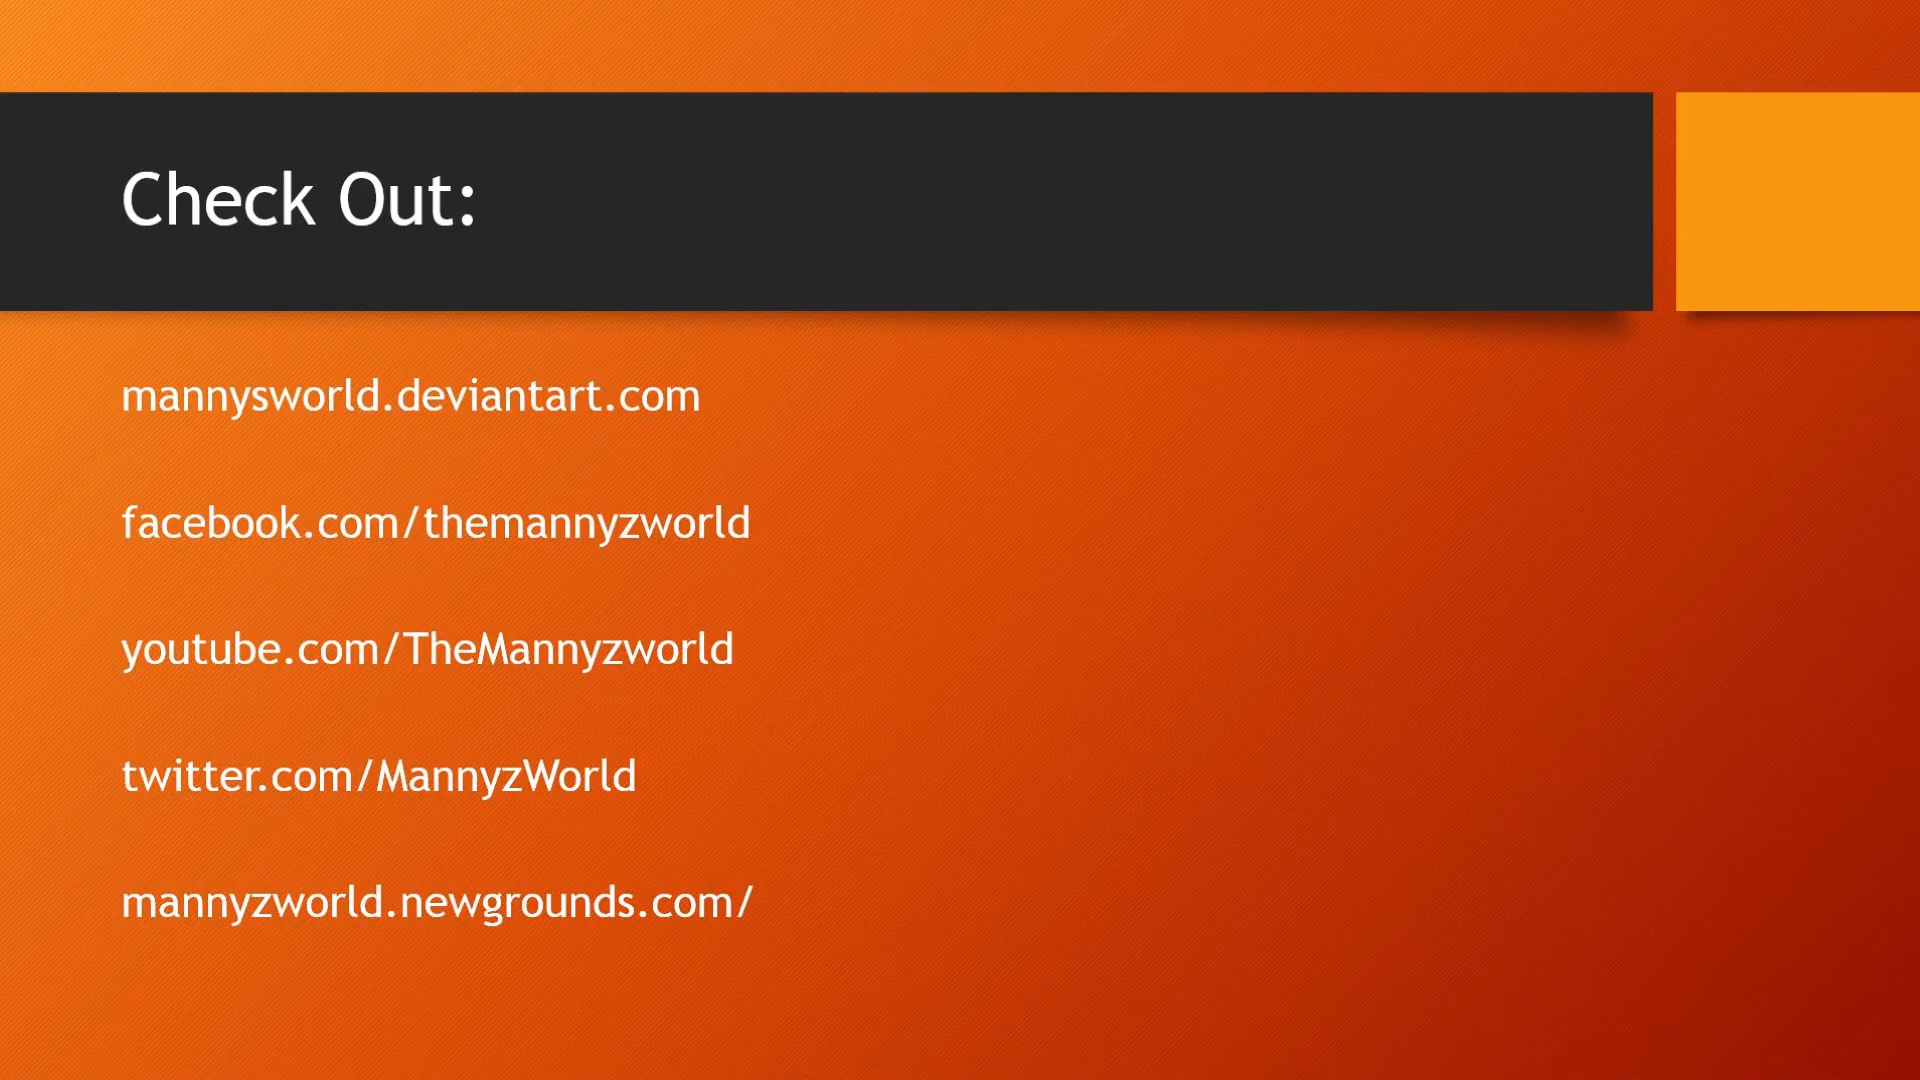 Check Out:
mannysworld.deviantart.com
facebook.com/themannyzworld
youtube.com/TheMannyzworld
twitter.com/MannyzWorld
mannyzworld.newgrounds.com/